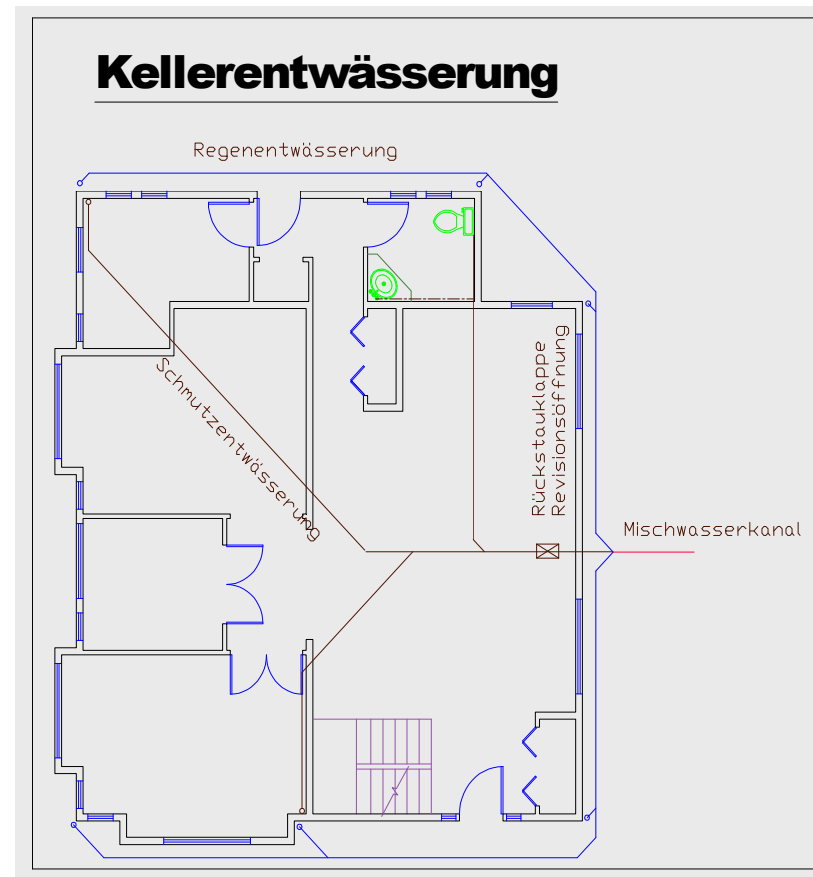 Kellerentwässerung
Regenentwässerung
Schmutzentwässerung
Rückstauklappe
Revisionsöffnung
Mischwasserkanal